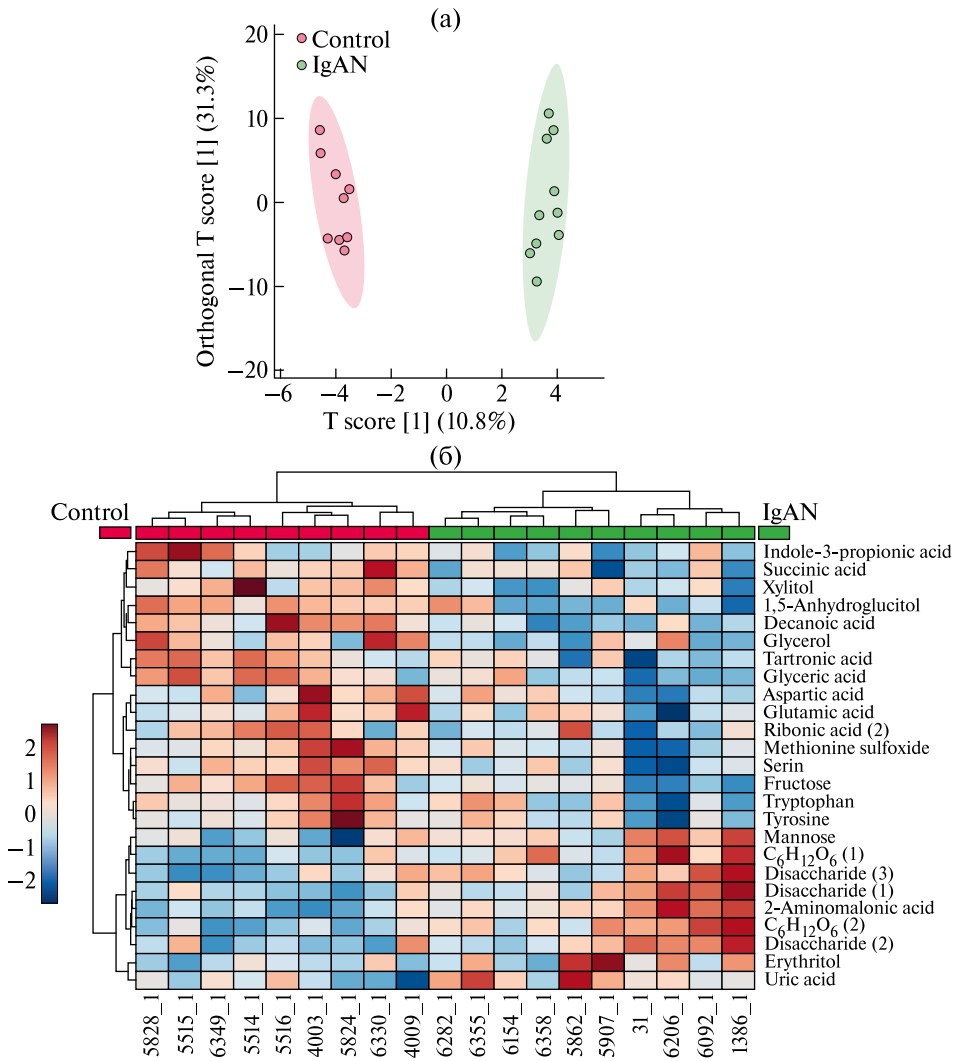 (a)
Control
IgAN
Orthogonal T score [1] (31.3%)
20
10
0
−10
−20
−6 −4 −2 0 2 4
T score [1] (10.8%)
(б)
Control
IgAN
Indole-3-propionic acid
Succinic acid
Xylitol
1,5-Anhydroglucitol
Decanoic acid
Glycerol
Tartronic acid
Glyceric acid
Aspartic acid
Glutamic acid
Ribonic acid (2)
Methionine sulfoxide
Serin
Fructose
Tryptophan
Tyrosine
Mannose
C₆H₁₂O₆ (1)
Disaccharide (3)
Disaccharide (1)
2-Aminomalonic acid
C₆H₁₂O₆ (2)
Disaccharide (2)
Erythritol
Uric acid
2
1
0
−1
−2
5828_1
5515_1
6349_1
5514_1
5516_1
4003_1
5824_1
6330_1
4009_1
6282_1
6355_1
6154_1
6358_1
5862_1
5907_1
31_1
6206_1
6092_1
1386_1